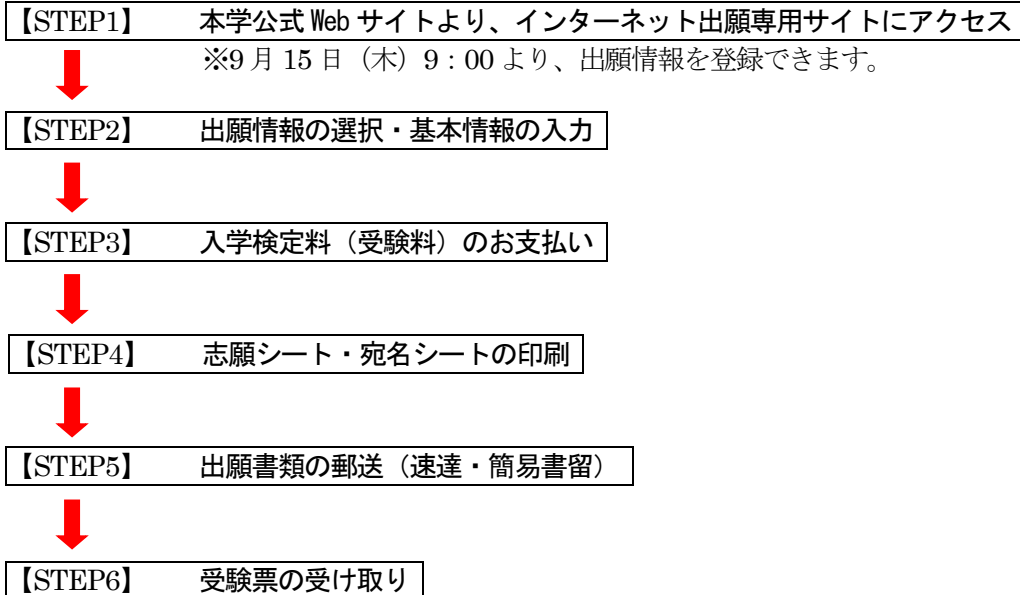 【STEP1】 本学公式 Web サイトより、インターネット出願専用サイトにアクセス
※9 月 15 日（木）9：00 より、出願情報を登録できます。
【STEP2】 出願情報の選択・基本情報の入力
【STEP3】 入学検定料（受験料）のお支払い
【STEP4】 志願シート・宛名シートの印刷
【STEP5】 出願書類の郵送（速達・簡易書留）
【STEP6】 受験票の受け取り